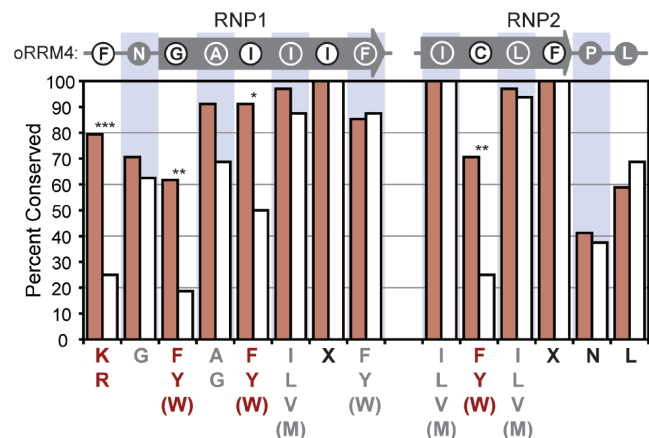 RNP1 RNP2
oRRM4: F N G A I I I F I C L F P L
100
90
80
70
60
50
40
30
20
10
0
Percent Conserved
*** ** * **
K G F A F I X F I F I X N L
R Y G Y L Y L Y L
(W) (W) V (W) V (W) V
(M) (M) (M)